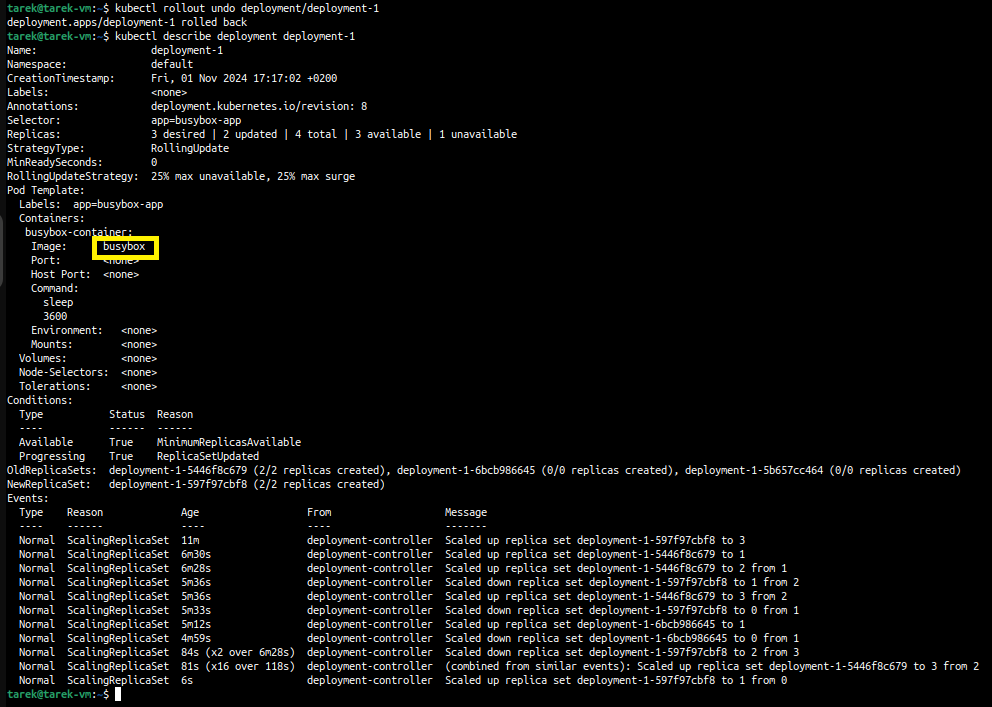 tarek@tarek-vm:~$ kubectl rollout undo deployment/deployment-1
deployment.apps/deployment-1 rolled back
tarek@tarek-vm:~$ kubectl describe deployment deployment-1
Name:                   deployment-1
Namespace:              default
CreationTimestamp:      Fri, 01 Nov 2024 17:17:02 +0200
Labels:                 <none>
Annotations:            deployment.kubernetes.io/revision: 8
Selector:               app=busybox-app
Replicas:               3 desired | 2 updated | 4 total | 3 available | 1 unavailable
StrategyType:           RollingUpdate
MinReadySeconds:        0
RollingUpdateStrategy:  25% max unavailable, 25% max surge
Pod Template:
  Labels:  app=busybox-app
  Containers:
   busybox-container:
    Image:      busybox
    Port:       <none>
    Host Port:  <none>
    Command:
      sleep
      3600
    Environment:   <none>
    Mounts:        <none>
  Volumes:         <none>
  Node-Selectors:  <none>
  Tolerations:     <none>
Conditions:
  Type           Status  Reason
  ----           ------  ------
  Available      True    MinimumReplicasAvailable
  Progressing    True    ReplicaSetUpdated
OldReplicaSets:  deployment-1-5446f8c679 (2/2 replicas created), deployment-1-6bcb986645 (0/0 replicas created), deployment-1-5b657cc464 (0/0 replicas created)
NewReplicaSet:   deployment-1-597f97cbf8 (2/2 replicas created)
Events:
  Type    Reason             Age                  From                   Message
  ----    ------             ----                 ----                   -------
  Normal  ScalingReplicaSet  11m                  deployment-controller  Scaled up replica set deployment-1-597f97cbf8 to 3
  Normal  ScalingReplicaSet  6m30s                deployment-controller  Scaled up replica set deployment-1-5446f8c679 to 1
  Normal  ScalingReplicaSet  6m28s                deployment-controller  Scaled up replica set deployment-1-5446f8c679 to 2 from 1
  Normal  ScalingReplicaSet  5m36s                deployment-controller  Scaled down replica set deployment-1-597f97cbf8 to 1 from 2
  Normal  ScalingReplicaSet  5m36s                deployment-controller  Scaled up replica set deployment-1-5446f8c679 to 3 from 2
  Normal  ScalingReplicaSet  5m33s                deployment-controller  Scaled down replica set deployment-1-597f97cbf8 to 0 from 1
  Normal  ScalingReplicaSet  5m12s                deployment-controller  Scaled up replica set deployment-1-6bcb986645 to 1
  Normal  ScalingReplicaSet  4m59s                deployment-controller  Scaled down replica set deployment-1-6bcb986645 to 0 from 1
  Normal  ScalingReplicaSet  84s (x2 over 6m28s)  deployment-controller  Scaled down replica set deployment-1-597f97cbf8 to 2 from 3
  Normal  ScalingReplicaSet  81s (x16 over 118s)  deployment-controller  (combined from similar events): Scaled up replica set deployment-1-5446f8c679 to 3 from 2
  Normal  ScalingReplicaSet  6s                   deployment-controller  Scaled up replica set deployment-1-597f97cbf8 to 1 from 0
tarek@tarek-vm:~$